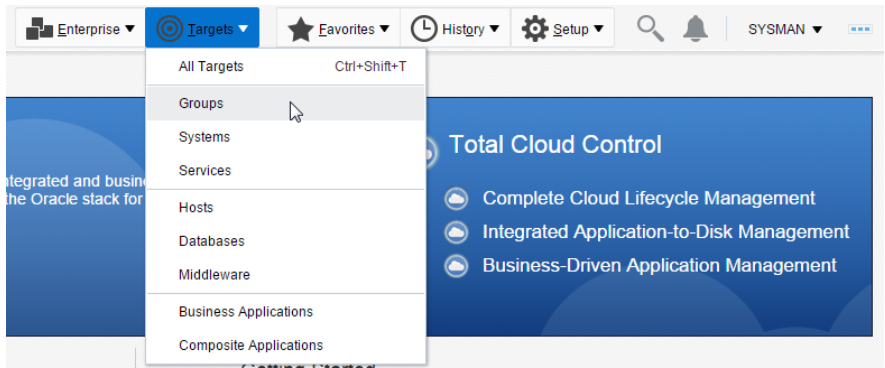 Enterprise ▼ Targets ▼ Favorites ▼ History ▼ Setup ▼ SYSMAN ▼
All Targets Ctrl+Shift+T
Groups
Systems
Services
Hosts
Databases
Middleware
Business Applications
Composite Applications
ntegrated and busin
the Oracle stack for
Total Cloud Control
Complete Cloud Lifecycle Management
Integrated Application-to-Disk Management
Business-Driven Application Management